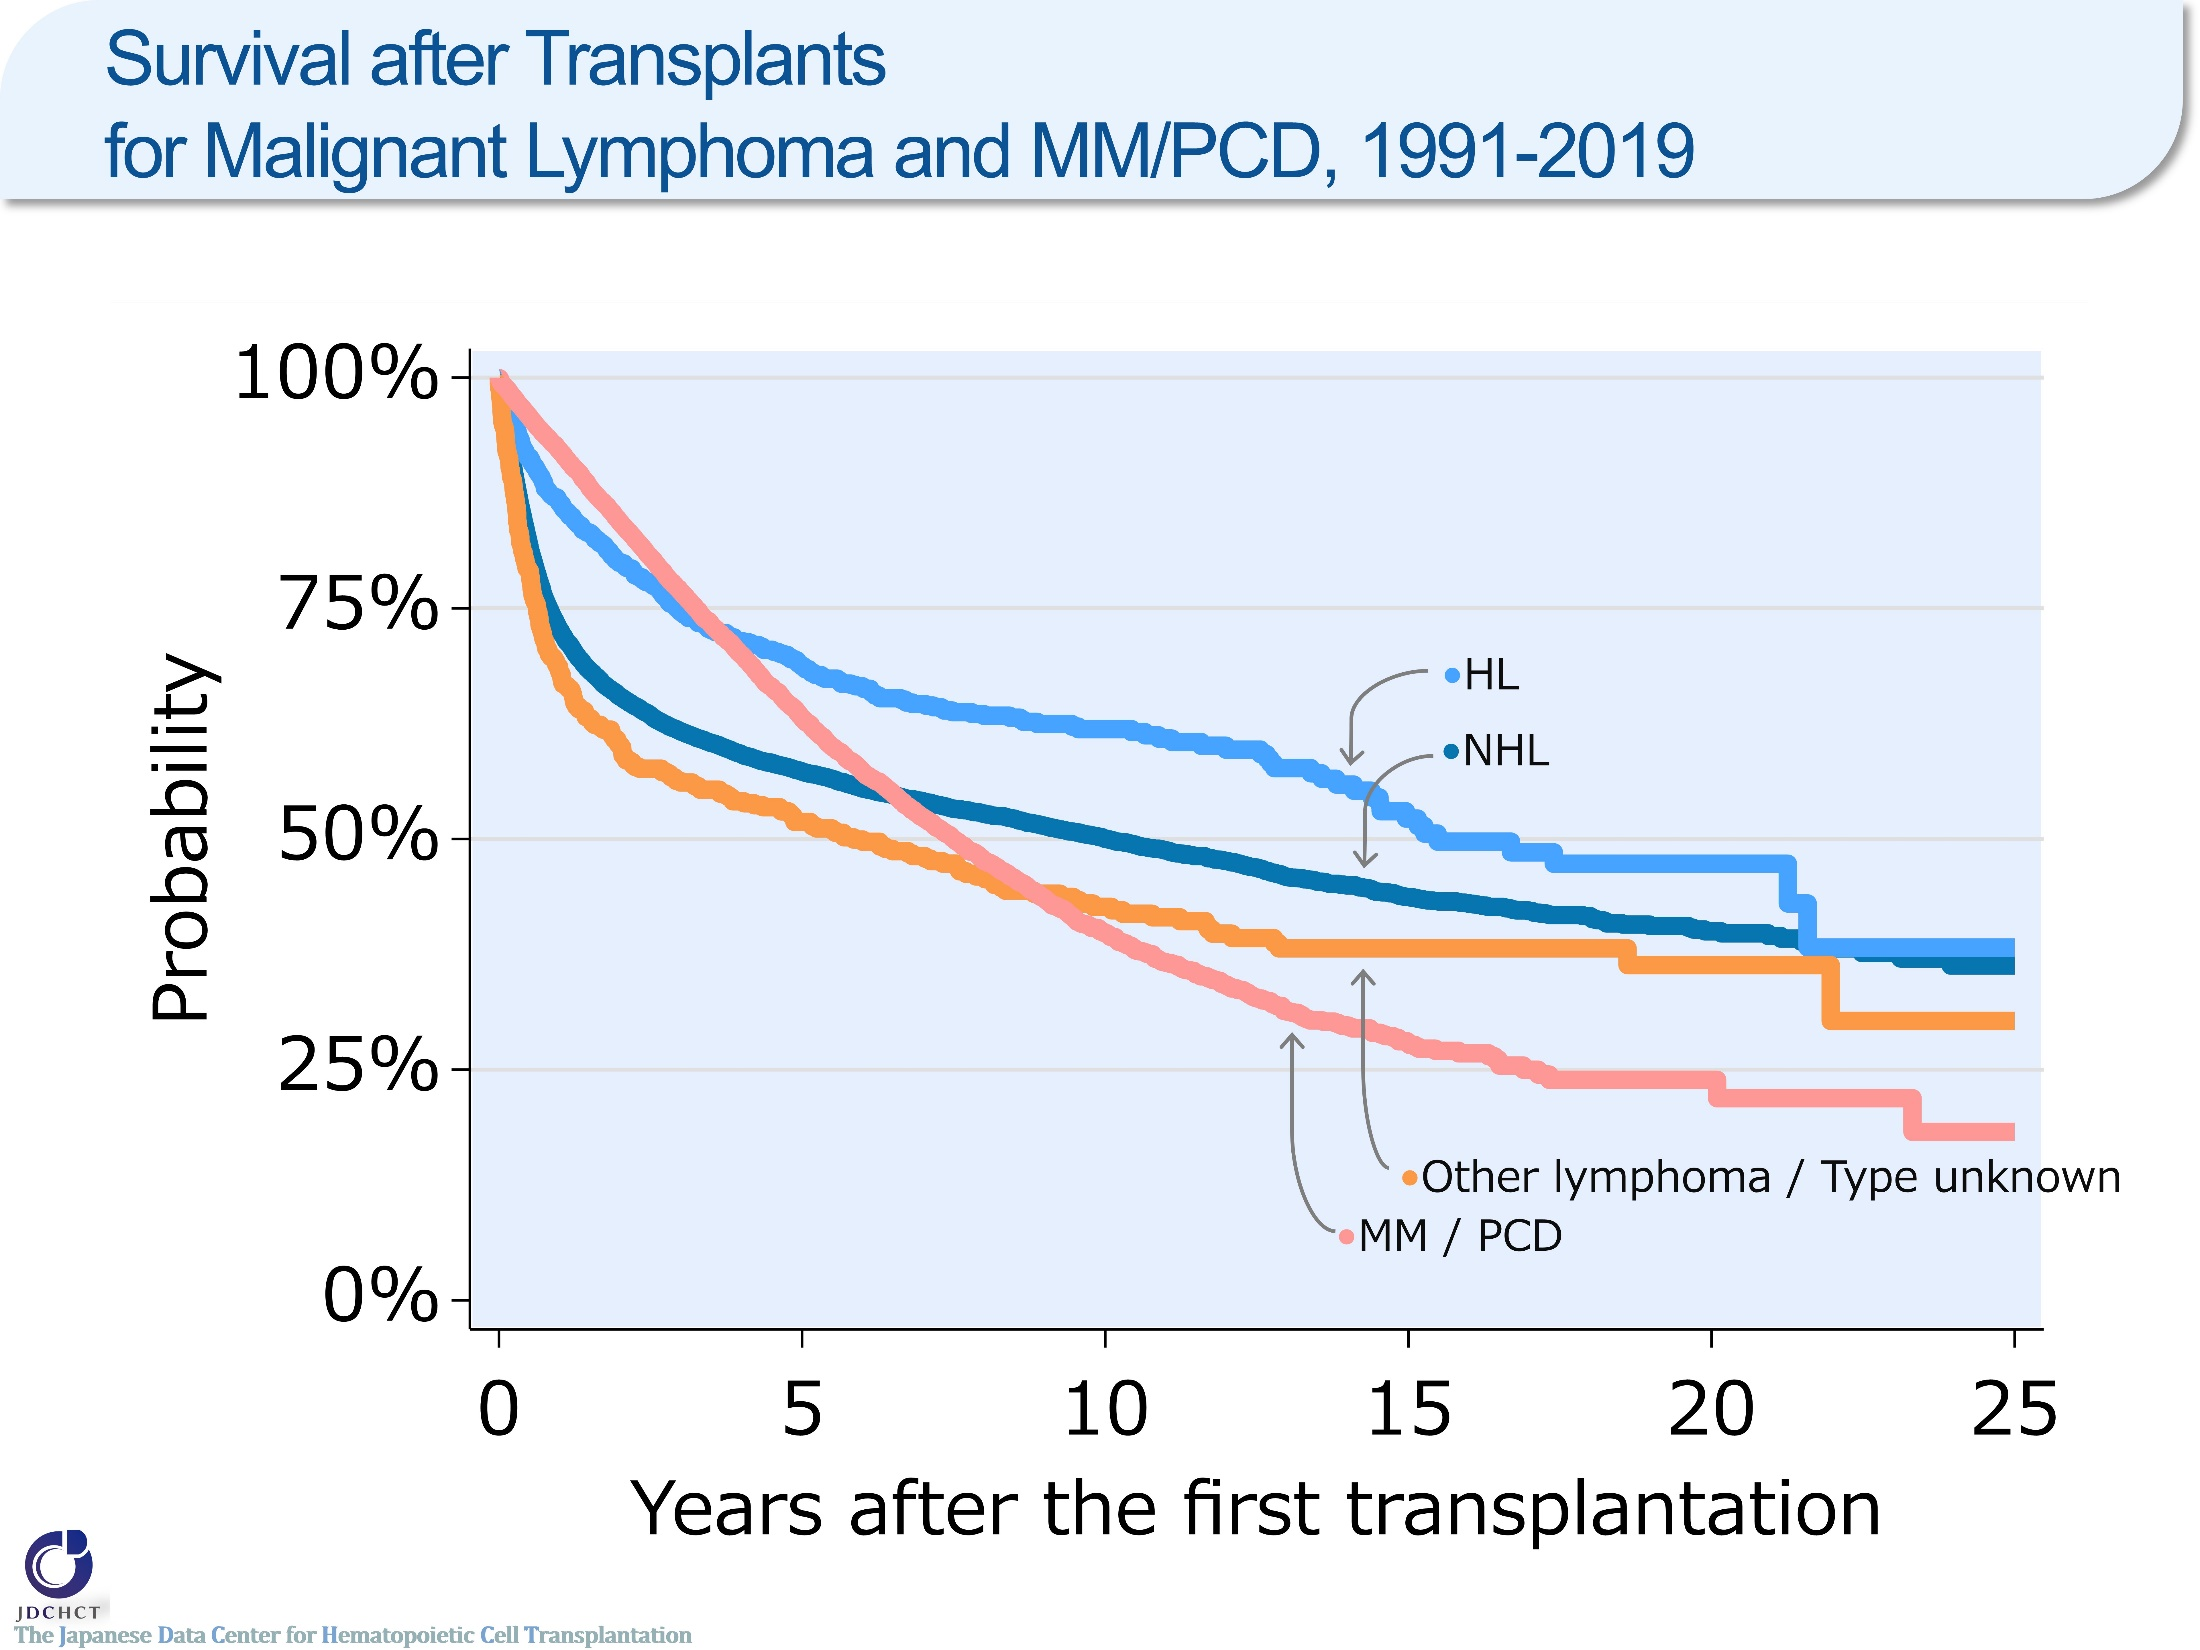 Survival after Transplants
for Malignant Lymphoma and MM/PCD, 1991-2019
100%
75%
50%
25%
0%
Probability
HL
NHL
Other lymphoma / Type unknown
MM / PCD
0 5 10 15 20 25
Years after the first transplantation
JDCHCT
The Japanese Data Center for Hematopoietic Cell Transplantation